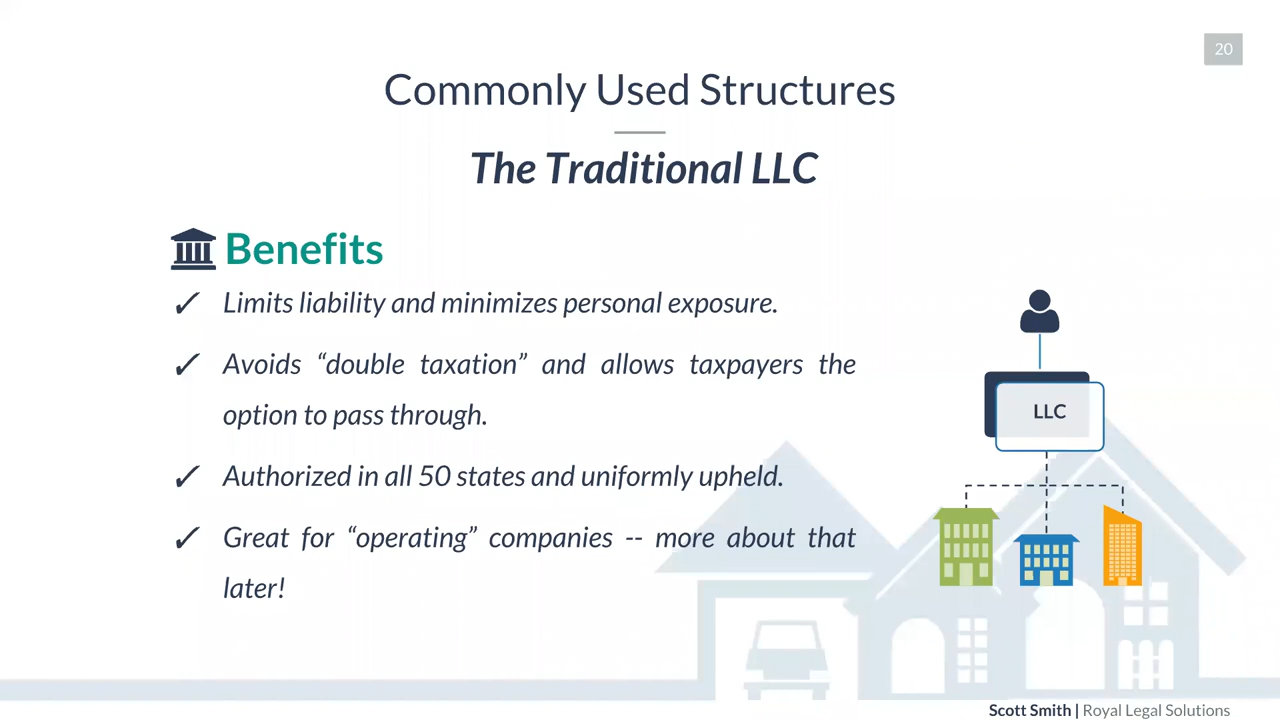 20
Commonly Used Structures
The Traditional LLC
Benefits
✓ Limits liability and minimizes personal exposure.
✓ Avoids “double taxation” and allows taxpayers the
option to pass through.
✓ Authorized in all 50 states and uniformly upheld.
✓ Great for “operating” companies -- more about that
later!
LLC
Scott Smith | Royal Legal Solutions